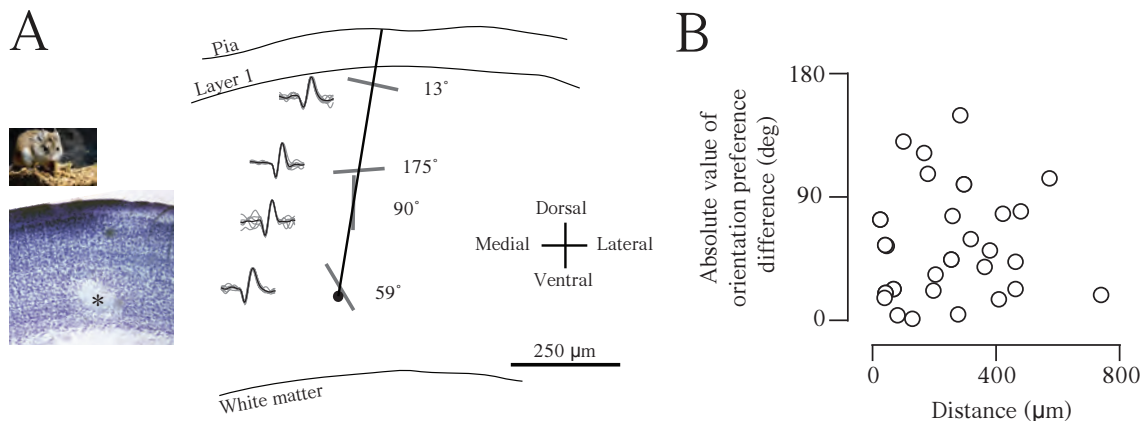 A
Pia
Layer 1
13°
175°
90°
59°
*
Dorsal
Medial
Lateral
Ventral
250 µm
White matter
B
Absolute value of
orientation preference
difference (deg)
180
90
0
0
400
800
Distance (µm)